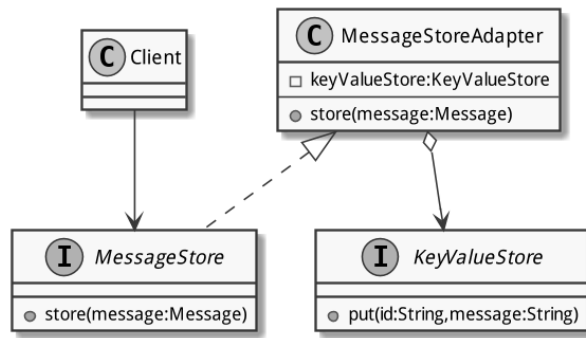 C Client
C MessageStoreAdapter
keyValueStore:KeyValueStore
store(message:Message)
I MessageStore
store(message:Message)
I KeyValueStore
put(id:String,message:String)